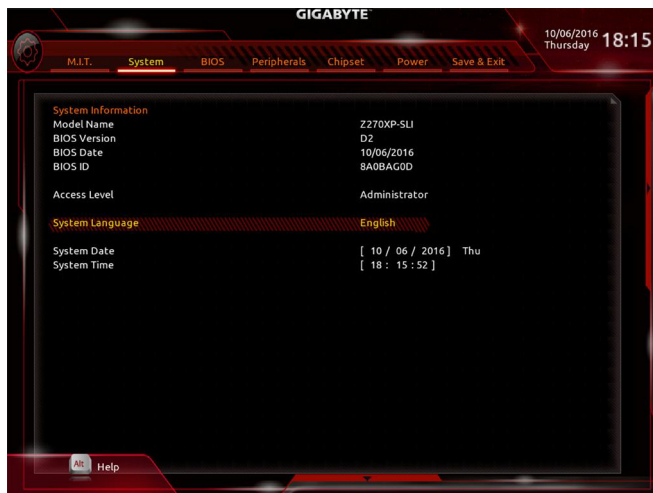 GIGABYTE™
10/06/2016 Thursday 18:15
M.I.T. System BIOS Peripherals Chipset Power Save & Exit
System Information
Model Name Z270XP-SLI
BIOS Version D2
BIOS Date 10/06/2016
BIOS ID 8A0BAG0D
Access Level Administrator
System Language English
System Date [ 10 / 06 / 2016 ] Thu
System Time [ 18 : 15 : 52 ]
Alt Help